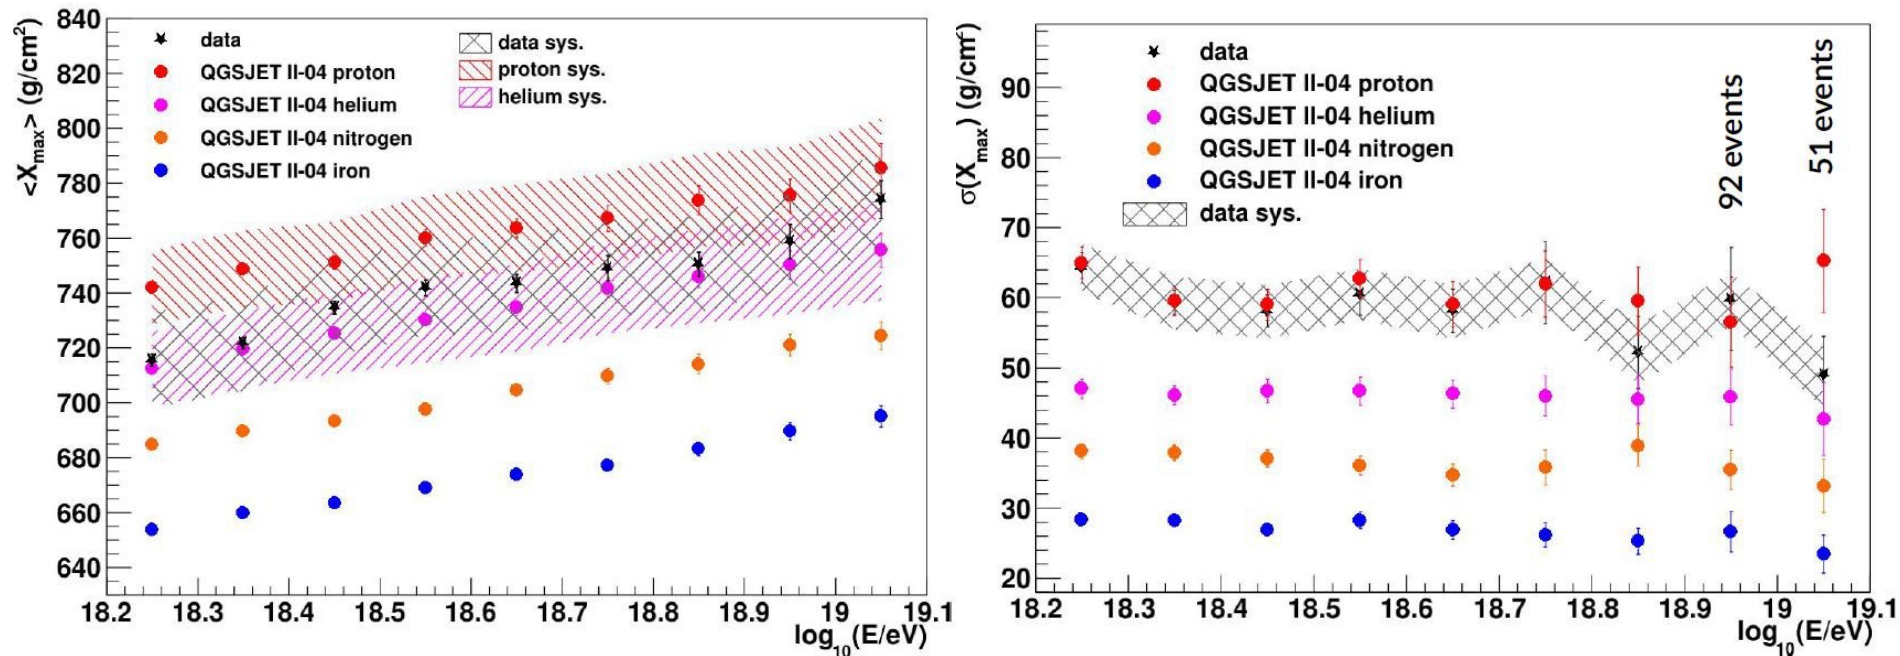 <X_max> (g/cm²)
840
820
800
780
760
740
720
700
680
660
640
data
QGSJET II-04 proton
QGSJET II-04 helium
QGSJET II-04 nitrogen
QGSJET II-04 iron
data sys.
proton sys.
helium sys.
18.2 18.3 18.4 18.5 18.6 18.7 18.8 18.9 19 19.1
log₁₀(E/eV)
σ(X_max) (g/cm²)
90
80
70
60
50
40
30
20
data
QGSJET II-04 proton
QGSJET II-04 helium
QGSJET II-04 nitrogen
QGSJET II-04 iron
data sys.
92 events
51 events
18.2 18.3 18.4 18.5 18.6 18.7 18.8 18.9 19 19.1
log₁₀(E/eV)